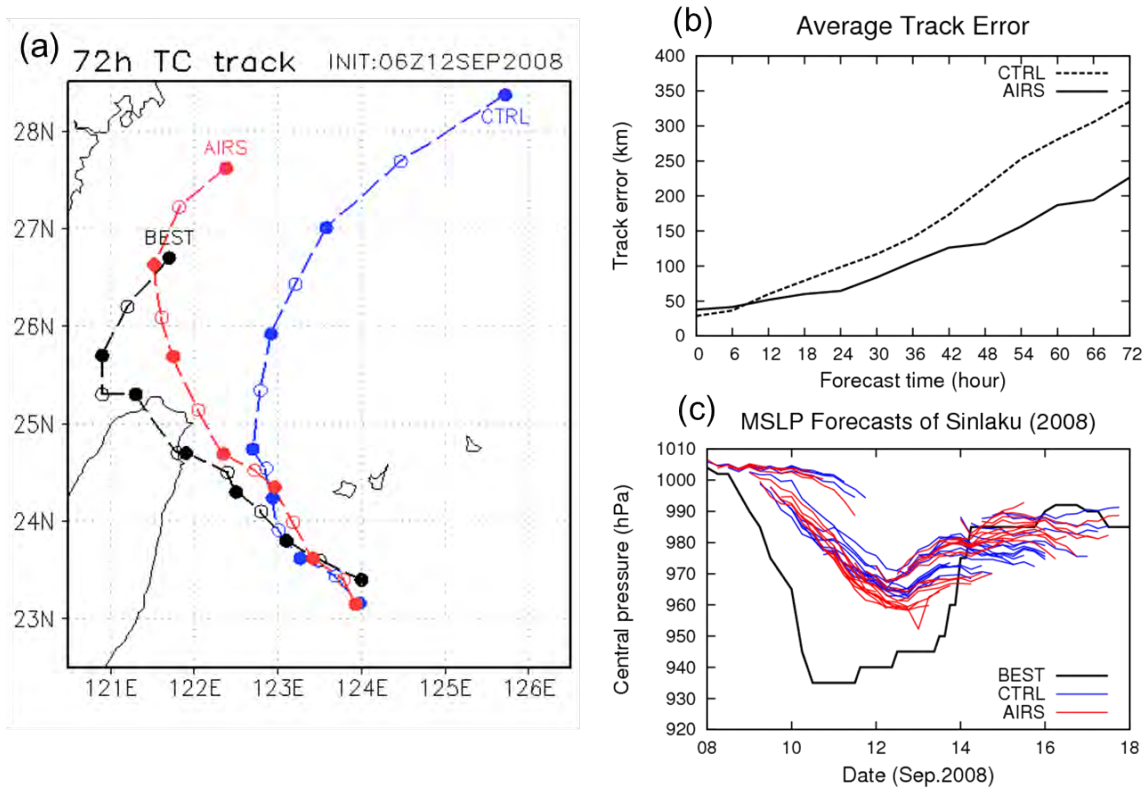 (a)
72h TC track INIT:06Z12SEP2008
28N
27N
26N
25N
24N
23N
121E 122E 123E 124E 125E 126E
CTRL
AIRS
BEST
(b)
Average Track Error
CTRL
AIRS
Track error (km)
400
350
300
250
200
150
100
50
0
0 6 12 18 24 30 36 42 48 54 60 66 72
Forecast time (hour)
(c)
MSLP Forecasts of Sinlaku (2008)
Central pressure (hPa)
1010
1000
990
980
970
960
950
940
930
920
BEST
CTRL
AIRS
08 10 12 14 16 18
Date (Sep.2008)